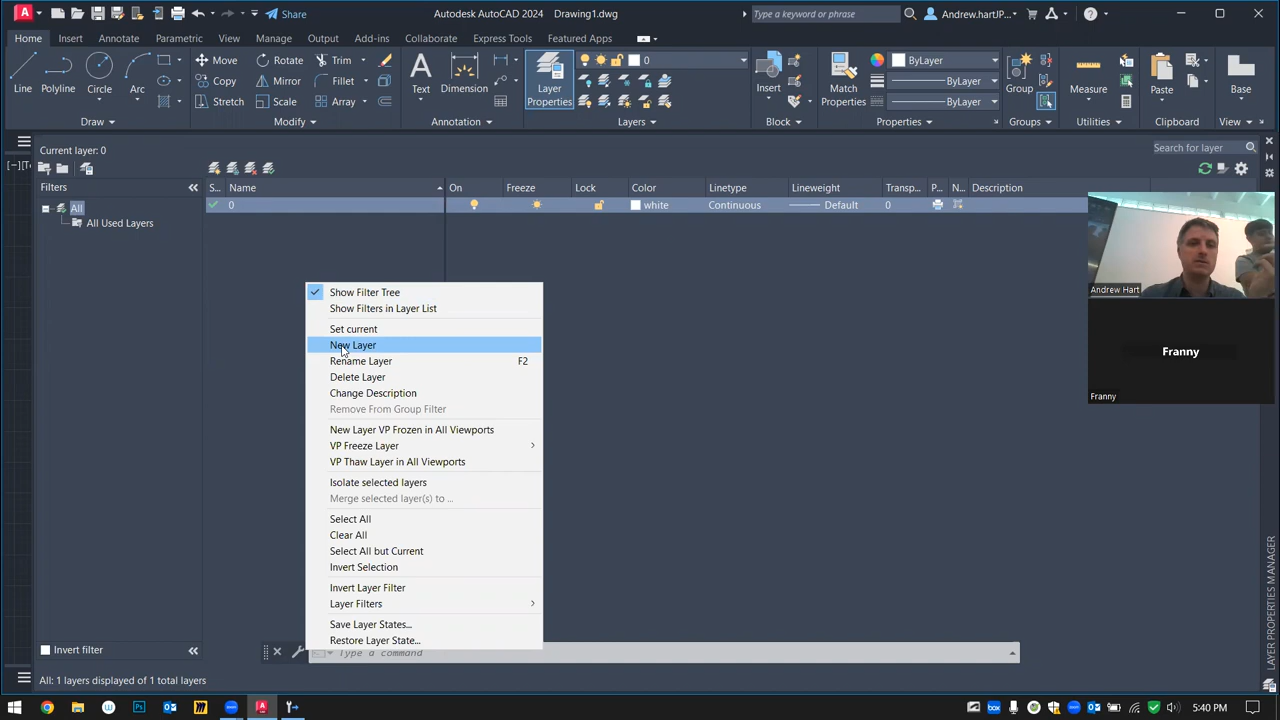 Share
Autodesk AutoCAD 2024 Drawing1.dwg
Type a keyword or phrase
Andrew.hartJP...
Home Insert Annotate Parametric View Manage Output Add-ins Collaborate Express Tools Featured Apps
Line Polyline Circle Arc
Move Rotate Trim
Copy Mirror Fillet
Stretch Scale Array
Text Dimension
Layer Properties
0
Insert
Match Properties
ByLayer
ByLayer
ByLayer
Group
Measure
Paste
Base
Draw Modify Annotation Layers Block Properties Groups Utilities Clipboard View
Current layer: 0
Search for layer
Filters
S... Name On Freeze Lock Color Linetype Lineweight Transp... P... N... Description
All
0 white Continuous Default 0
All Used Layers
Show Filter Tree
Show Filters in Layer List
Set current
New Layer
Rename Layer F2
Delete Layer
Change Description
Remove From Group Filter
New Layer VP Frozen in All Viewports
VP Freeze Layer
VP Thaw Layer in All Viewports
Isolate selected layers
Merge selected layer(s) to ...
Select All
Clear All
Select All but Current
Invert Selection
Invert Layer Filter
Layer Filters
Save Layer States...
Restore Layer State...
Andrew Hart
Franny
Franny
LAYER PROPERTIES MANAGER
Invert filter
Type a command
All: 1 layers displayed of 1 total layers
5:40 PM